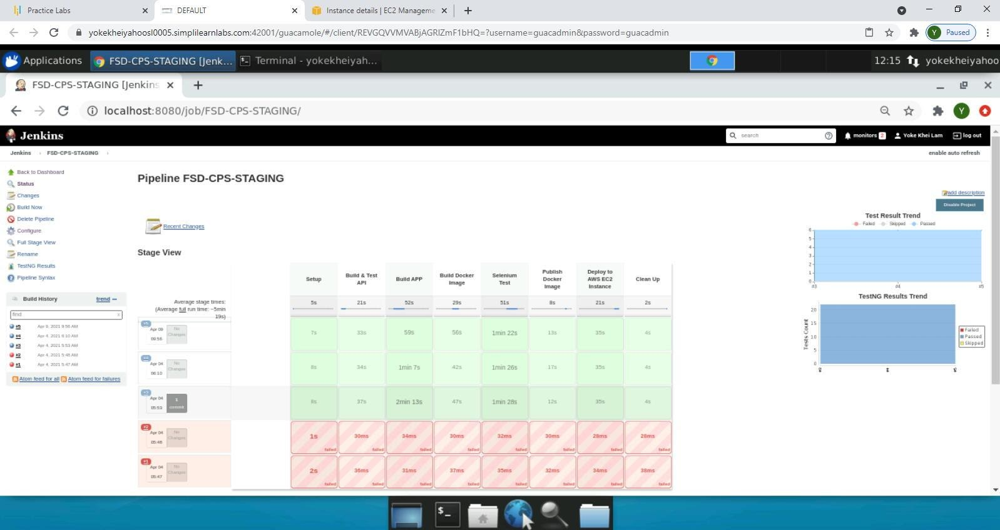 Practice Labs
DEFAULT
Instance details | EC2 Manageme
yokekheiyahoosl0005.simplilearnlabs.com:42001/guacamole/#/client/REVGQVVMVABjAGRlZmF1bHQ=?username=guacadmin&password=guacadmin
Y Paused
Applications
FSD-CPS-STAGING [Jenk...
Terminal - yokekheiyah...
12:15
yokekheiyahoo
FSD-CPS-STAGING [Jenkins
localhost:8080/job/FSD-CPS-STAGING/
Y
Jenkins
search
monitors 2
Yoke Khei Lam
log out
Jenkins
FSD-CPS-STAGING
enable auto refresh
Back to Dashboard
Status
Changes
Build Now
Delete Pipeline
Configure
Full Stage View
Rename
TestNG Results
Pipeline Syntax
Build History
trend
find
x
#5 Apr 9, 2021 9:56 AM
#4 Apr 4, 2021 6:10 AM
#3 Apr 4, 2021 5:53 AM
#2 Apr 4, 2021 5:48 AM
#1 Apr 4, 2021 5:47 AM
Atom feed for all
Atom feed for failures
Pipeline FSD-CPS-STAGING
add description
Disable Project
Recent Changes
Stage View
Setup
Build & Test
API
Build APP
Build Docker
Image
Selenium
Test
Publish
Docker
Image
Deploy to
AWS EC2
Instance
Clean Up
Average stage times:
(Average full run time: ~5min
19s)
5s 21s 52s 29s 51s 8s 21s 2s
#5
Apr 09
09:56
No
Changes
7s 33s 59s 56s 1min 22s 13s 35s 4s
#4
Apr 04
06:10
No
Changes
8s 34s 1min 7s 42s 1min 26s 17s 35s 4s
#3
Apr 04
05:53
1
commit
8s 37s 2min 13s 47s 1min 28s 12s 35s 4s
#2
Apr 04
05:48
No
Changes
1s 30ms 34ms 30ms 32ms 30ms 28ms 28ms
failed failed failed failed failed failed failed failed
#1
Apr 04
05:47
No
Changes
2s 36ms 31ms 37ms 35ms 32ms 34ms 38ms
failed failed failed failed failed failed failed failed
Test Result Trend
Failed Skipped Passed
6
5
4
3
2
1
0
#3 #4 #5
TestNG Results Trend
Tests Count
20
15
10
5
0
Failed
Passed
Skipped
$_